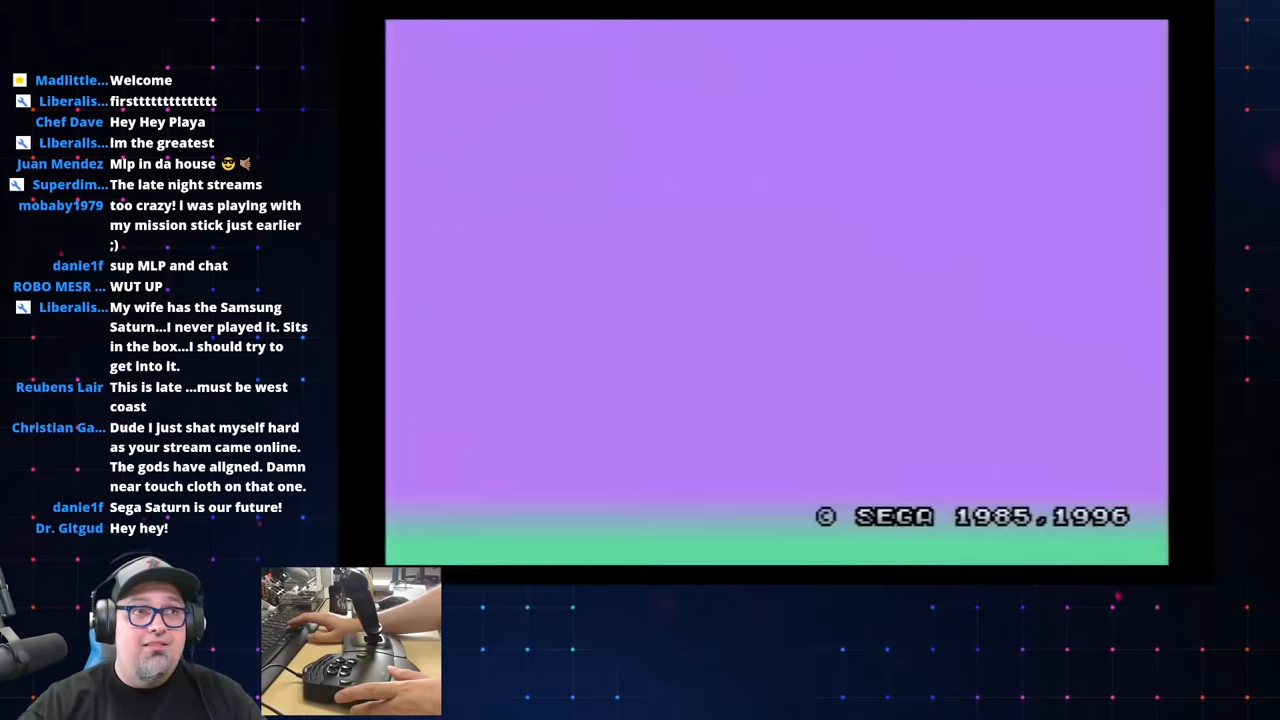 Madlittle... Welcome
Liberalis... firstttttttttttttt
Chef Dave Hey Hey Playa
Liberalis... Im the greatest
Juan Mendez Mlp in da house 😎 🤙🏽
Superdim... The late night streams
mobaby1979 too crazy! I was playing with
my mission stick just earlier
;)
danie1f sup MLP and chat
ROBO MESR ... WUT UP
Liberalis... My wife has the Samsung
Saturn...I never played it. Sits
in the box...I should try to
get into it.
Reubens Lair This is late ...must be west
coast
Christian Ga... Dude I just shat myself hard
as your stream came online.
The gods have aligned. Damn
near touch cloth on that one.
danie1f Sega Saturn is our future!
Dr. Gitgud Hey hey!
© SEGA 1985,1996